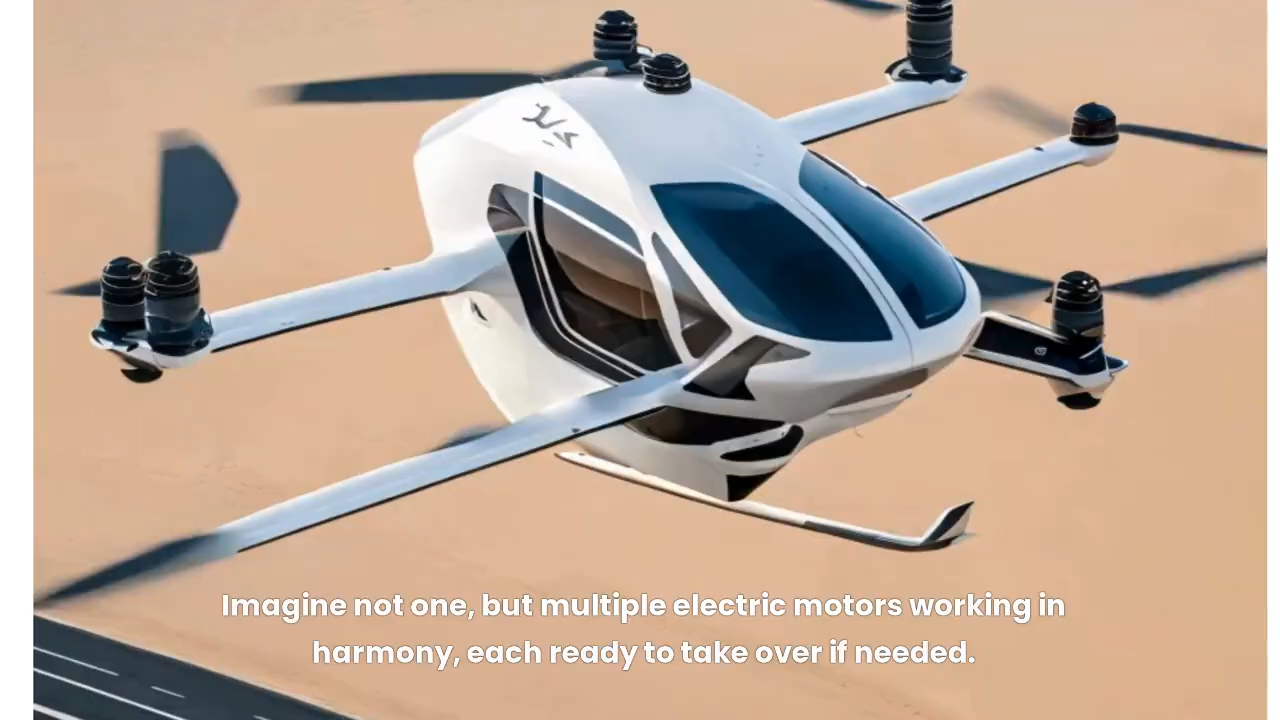 Imagine not one, but multiple electric motors working in
harmony, each ready to take over if needed.